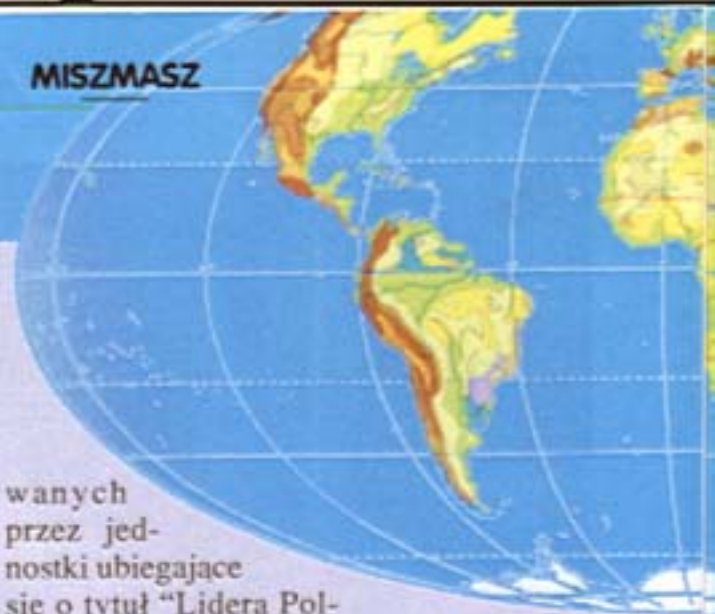 MISZMASZ
wanych
przez jed-
nostki ubiegające
się o tytuł “Lidera Pol-